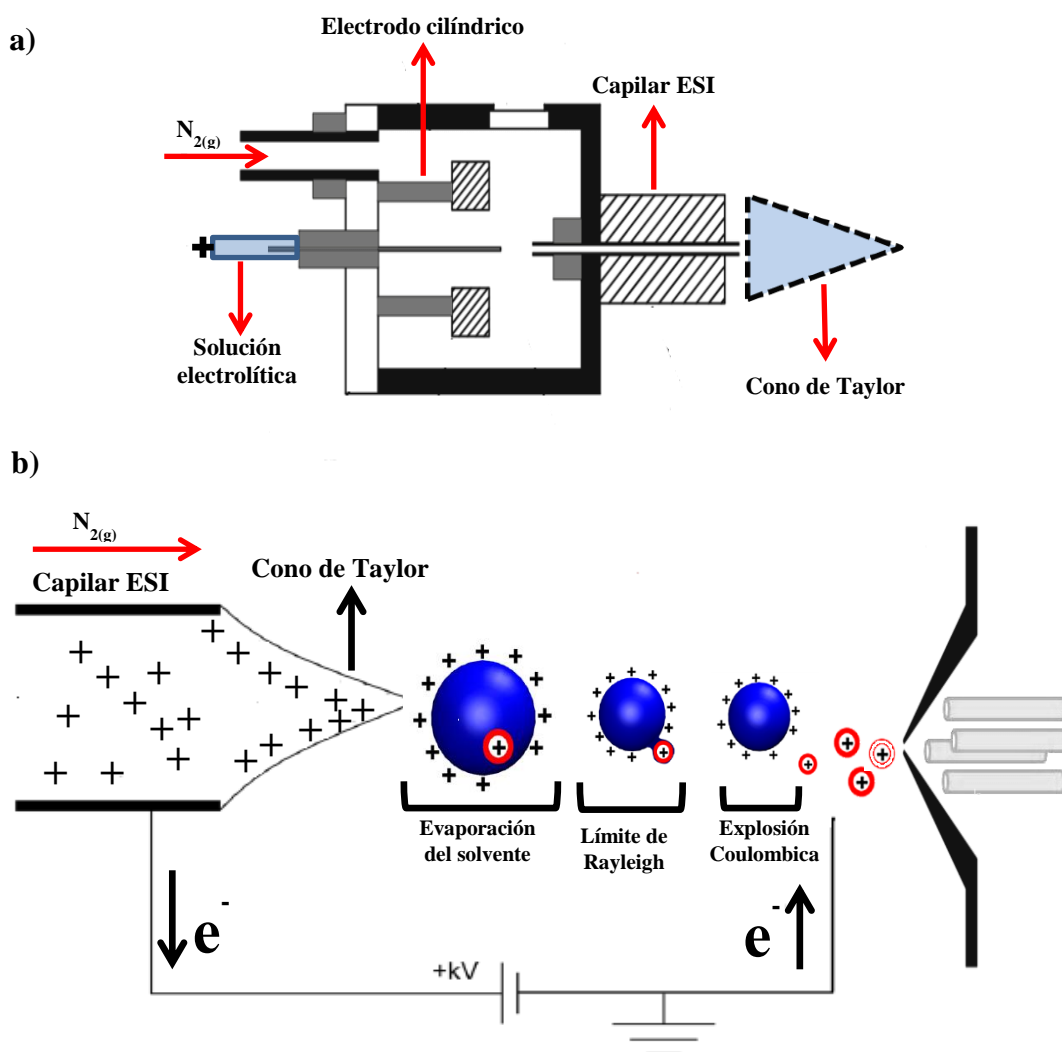 a)
Electrodo cilíndrico
Capilar ESI
N2(g)
+
Solución
electrolítica
Cono de Taylor
b)
N2(g)
Capilar ESI
Cono de Taylor
Evaporación
del solvente
Límite de
Rayleigh
Explosión
Coulombica
e-
e-
+kV